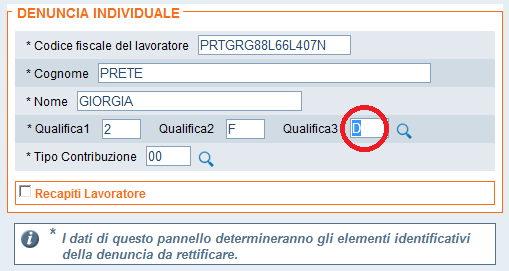 DENUNCIA INDIVIDUALE
* Codice fiscale del lavoratore PRTGRG88L66L407N
* Cognome PRETE
* Nome GIORGIA
* Qualifica1 2 Qualifica2 F Qualifica3 D
* Tipo Contribuzione 00
Recapiti Lavoratore
i * I dati di questo pannello determineranno gli elementi identificativi
della denuncia da rettificare.